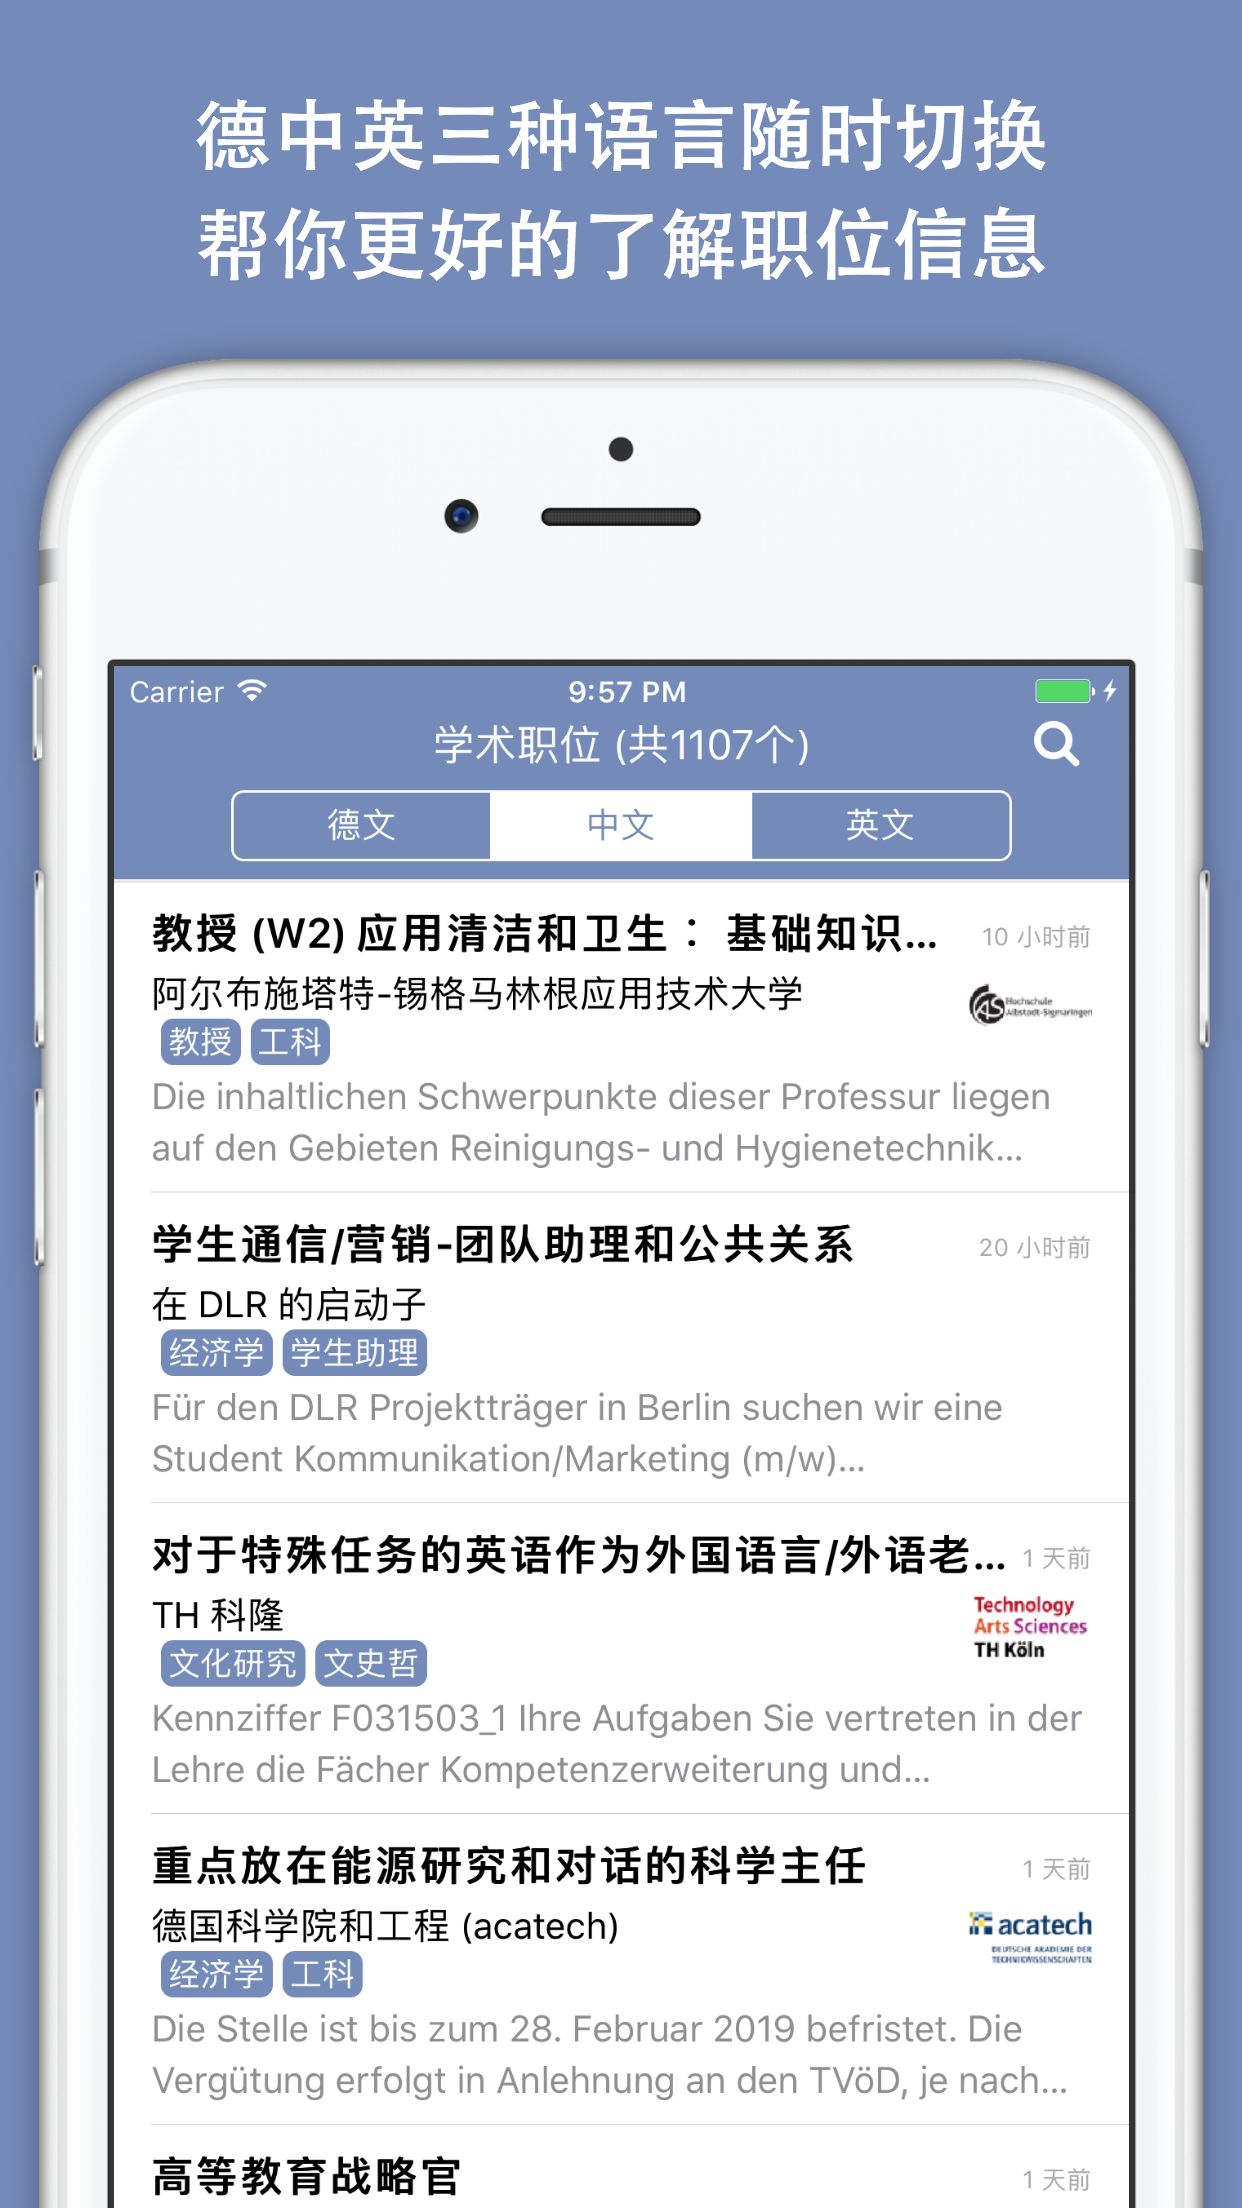 德中英三种语言随时切换
帮你更好的了解职位信息
Carrier 9:57 PM
学术职位 (共1107个)
德文 中文 英文
教授 (W2) 应用清洁和卫生： 基础知识... 10 小时前
阿尔布施塔特-锡格马林根应用技术大学
Hochschule
Albstadt-Sigmaringen
教授 工科
Die inhaltlichen Schwerpunkte dieser Professur liegen
auf den Gebieten Reinigungs- und Hygienetechnik...
学生通信/营销-团队助理和公共关系 20 小时前
在 DLR 的启动子
经济学 学生助理
Für den DLR Projektträger in Berlin suchen wir eine
Student Kommunikation/Marketing (m/w)...
对于特殊任务的英语作为外国语言/外语老... 1 天前
TH 科隆
Technology
Arts Sciences
TH Köln
文化研究 文史哲
Kennziffer F031503_1 Ihre Aufgaben Sie vertreten in der
Lehre die Fächer Kompetenzerweiterung und...
重点放在能源研究和对话的科学主任 1 天前
德国科学院和工程 (acatech)
acatech
DEUTSCHE AKADEMIE DER
TECHNIKWISSENSCHAFTEN
经济学 工科
Die Stelle ist bis zum 28. Februar 2019 befristet. Die
Vergütung erfolgt in Anlehnung an den TVöD, je nach...
高等教育战略官 1 天前